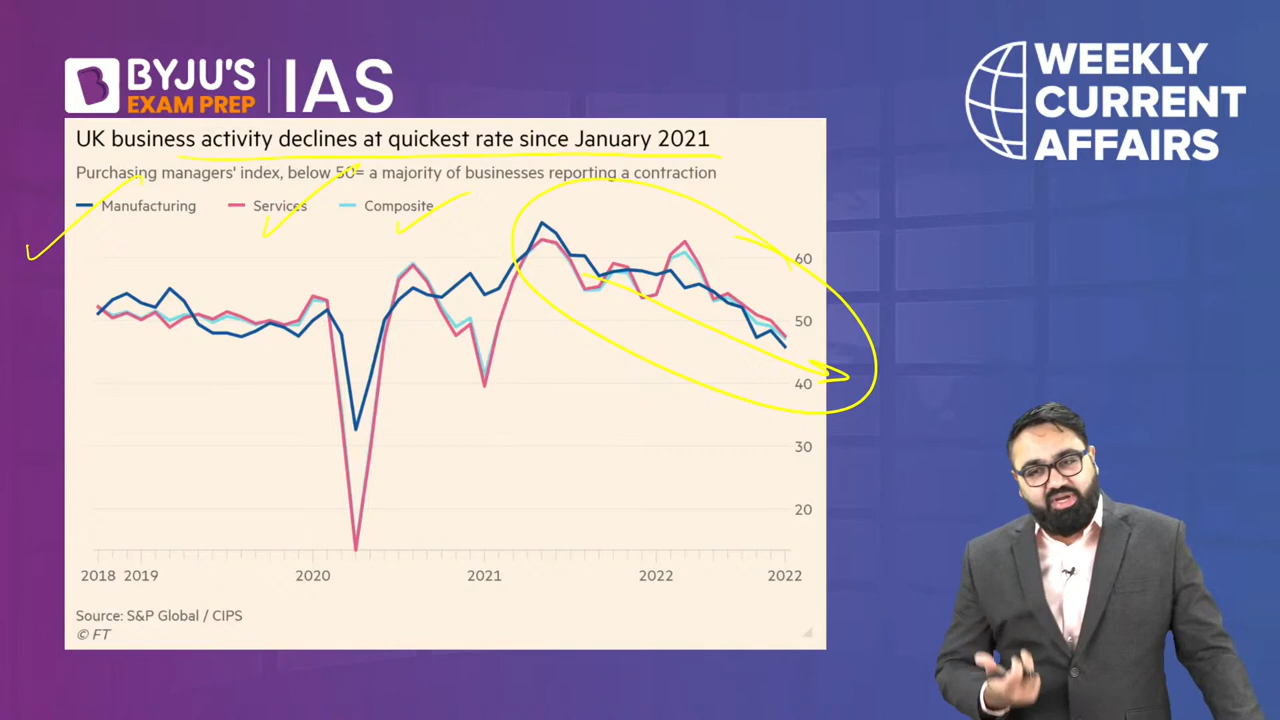 BYJU'S
EXAM PREP
IAS
WEEKLY
CURRENT
AFFAIRS
UK business activity declines at quickest rate since January 2021
Purchasing managers' index, below 50= a majority of businesses reporting a contraction
Manufacturing Services Composite
60
50
40
30
20
2018 2019 2020 2021 2022 2022
Source: S&P Global / CIPS
© FT